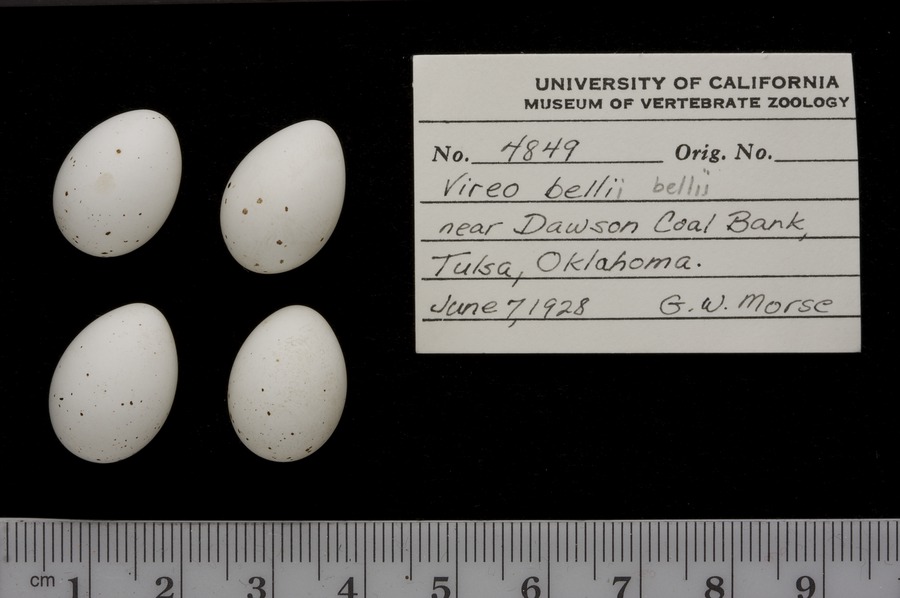 UNIVERSITY OF CALIFORNIA
MUSEUM OF VERTEBRATE ZOOLOGY
No. 4849 Orig. No.
Vireo bellii bellii
near Dawson Coal Bank,
Tulsa, Oklahoma.
June 7, 1928 G. W. Morse
cm 1 2 3 4 5 6 7 8 9